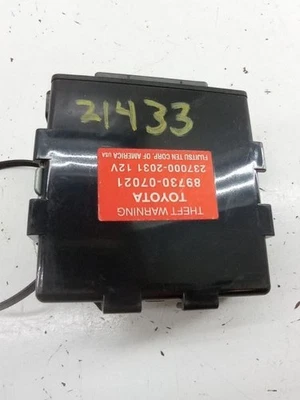 21433
THEFT WARNING
TOYOTA
89730-07021
237000-2031 12V
FUJITSU TEN CORP. OF AMERICA USA